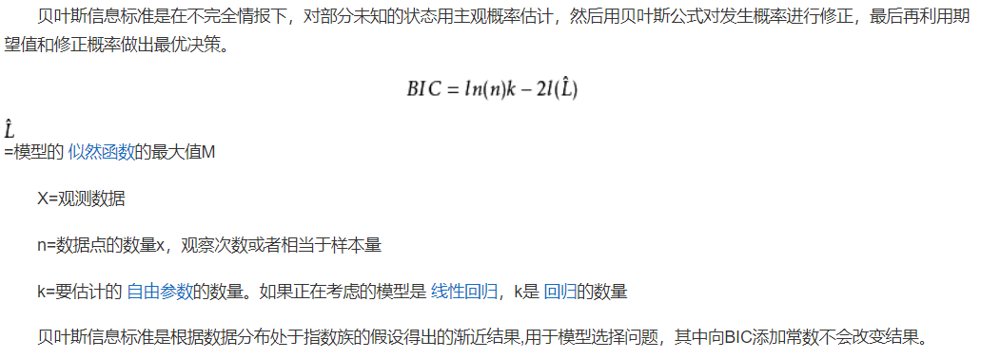 贝叶斯信息标准是在不完全情报下，对部分未知的状态用主观概率估计，然后用贝叶斯公式对发生概率进行修正，最后再利用期
望值和修正概率做出最优决策。
BIC = ln(n)k − 2l(L̂)
L̂
=模型的 似然函数的最大值M
X=观测数据
n=数据点的数量x，观察次数或者相当于样本量
k=要估计的 自由参数的数量。如果正在考虑的模型是 线性回归，k是 回归的数量
贝叶斯信息标准是根据数据分布处于指数族的假设得出的渐近结果,用于模型选择问题，其中向BIC添加常数不会改变结果。